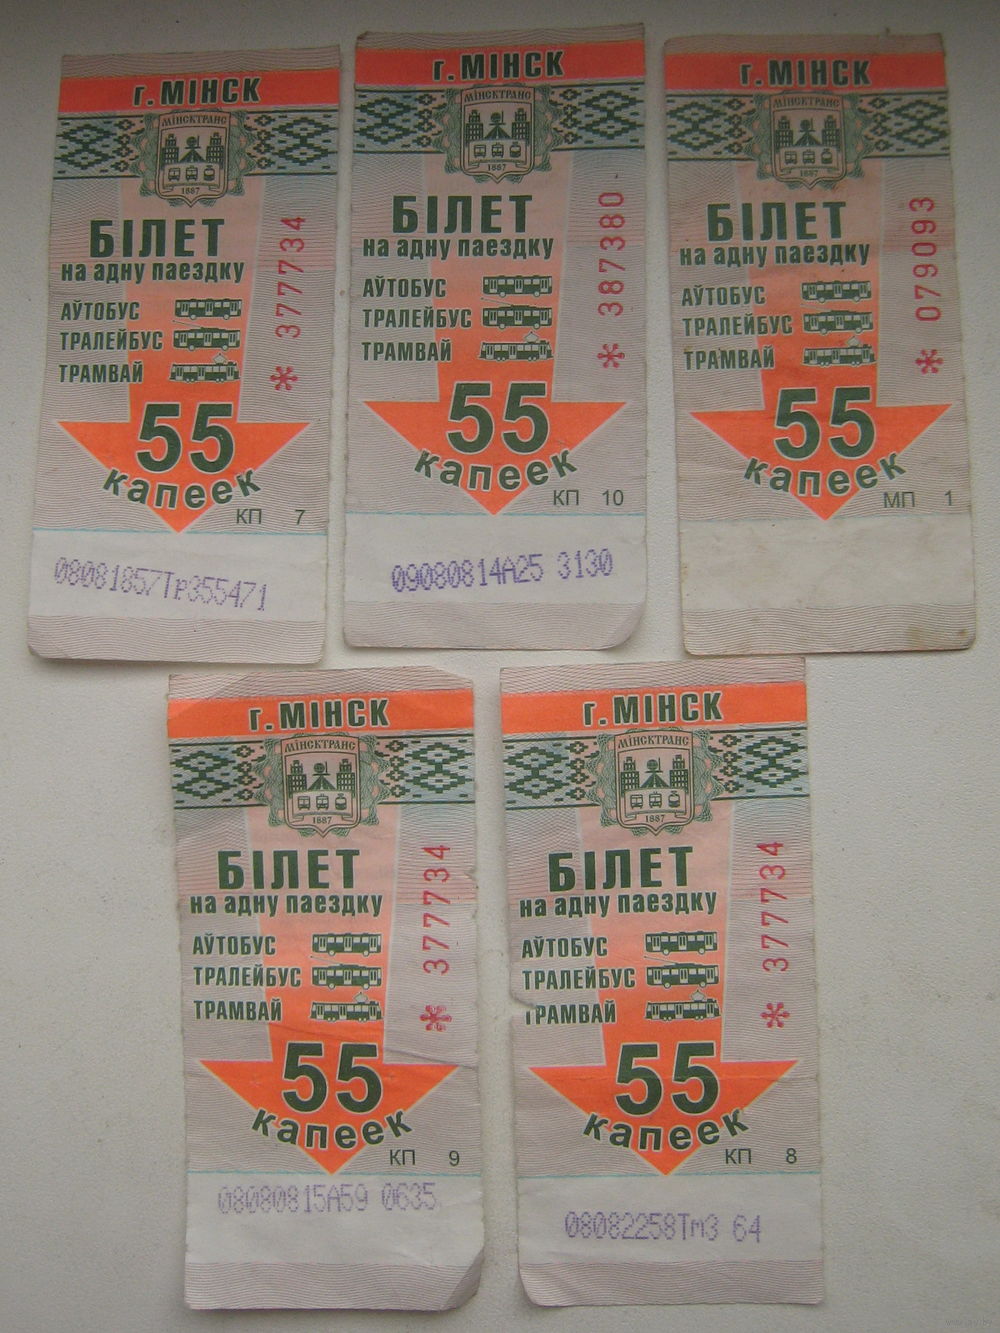 г. МІНСК
МІНСКТРАНС
1887
БІЛЕТ
на адну паездку
АЎТОБУС
ТРАЛЕЙБУС
ТРАМВАЙ
* 377734
55
капеек
КП 7
08081857Тр355471
г. МІНСК
МІНСКТРАНС
1887
БІЛЕТ
на адну паездку
АЎТОБУС
ТРАЛЕЙБУС
ТРАМВАЙ
* 387380
55
капеек
КП 10
09080814А25 3130
г. МІНСК
МІНСКТРАНС
1887
БІЛЕТ
на адну паездку
АЎТОБУС
ТРАЛЕЙБУС
ТРАМВАЙ
* 079093
55
капеек
МП 1
г. МІНСК
МІНСКТРАНС
1887
БІЛЕТ
на адну паездку
АЎТОБУС
ТРАЛЕЙБУС
ТРАМВАЙ
* 377734
55
капеек
КП 9
08080815А59 0635
г. МІНСК
МІНСКТРАНС
1887
БІЛЕТ
на адну паездку
АЎТОБУС
ТРАЛЕЙБУС
ТРАМВАЙ
* 377734
55
капеек
КП 8
08082258Тм3 64